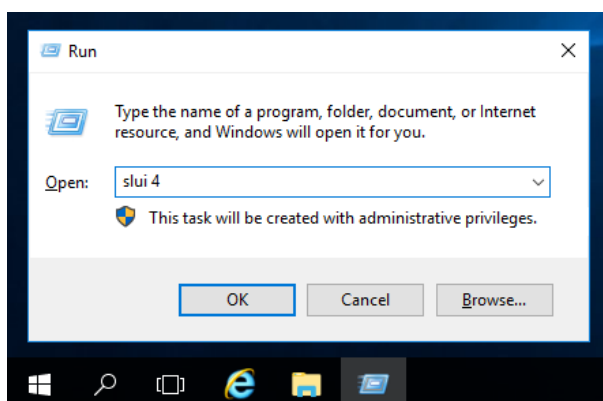 Run
Type the name of a program, folder, document, or Internet
resource, and Windows will open it for you.
Open: slui 4
This task will be created with administrative privileges.
OK Cancel Browse...